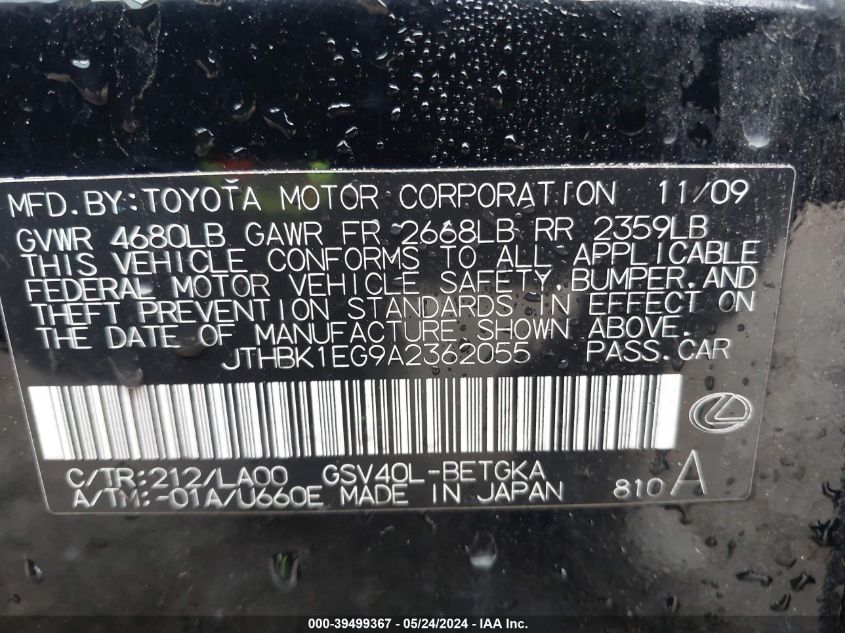 MFD.BY:TOYOTA MOTOR CORPORATION 11/09
GVWR 4680LB GAWR FR 2668LB RR 2359LB
THIS VEHICLE CONFORMS TO ALL APPLICABLE
FEDERAL MOTOR VEHICLE SAFETY,BUMPER,AND
THEFT PREVENTION STANDARDS IN EFFECT ON
THE DATE OF MANUFACTURE SHOWN ABOVE.
JTHBK1EG9A2362055 PASS.CAR
C/TR:212/LA00 GSV40L-BETGKA
A/TM:-01A/U660E MADE IN JAPAN 810 A
000-39499367 - 05/24/2024 - © IAA, Inc.